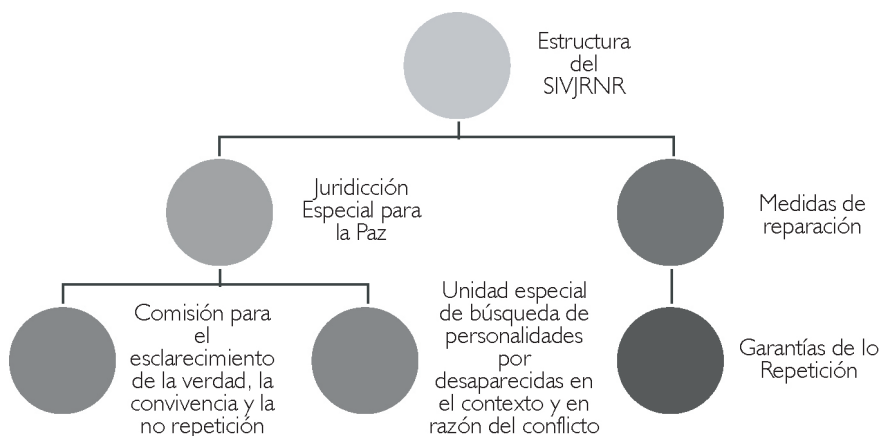 Estructura
del
SIVJRNR
Juridicción
Especial para
la Paz
Medidas de
reparación
Comisión para
el
esclarecimiento
de la verdad, la
convivencia y la
no repetición
Unidad especial
de búsqueda de
personalidades
por
desaparecidas en
el contexto y en
razón del conflicto
Garantías de lo
Repetición